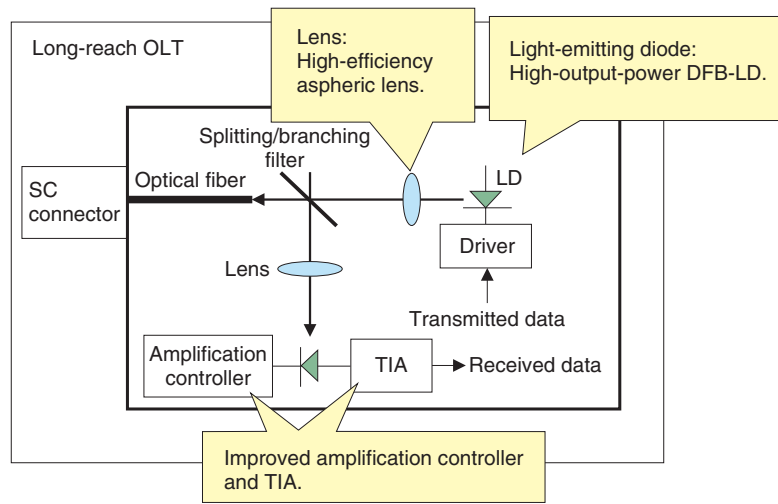 Long-reach OLT
Lens:
High-efficiency
aspheric lens.
Light-emitting diode:
High-output-power DFB-LD.
Splitting/branching
filter
Optical fiber
SC
connector
LD
Driver
Lens
Transmitted data
Amplification
controller
TIA
Received data
Improved amplification controller
and TIA.